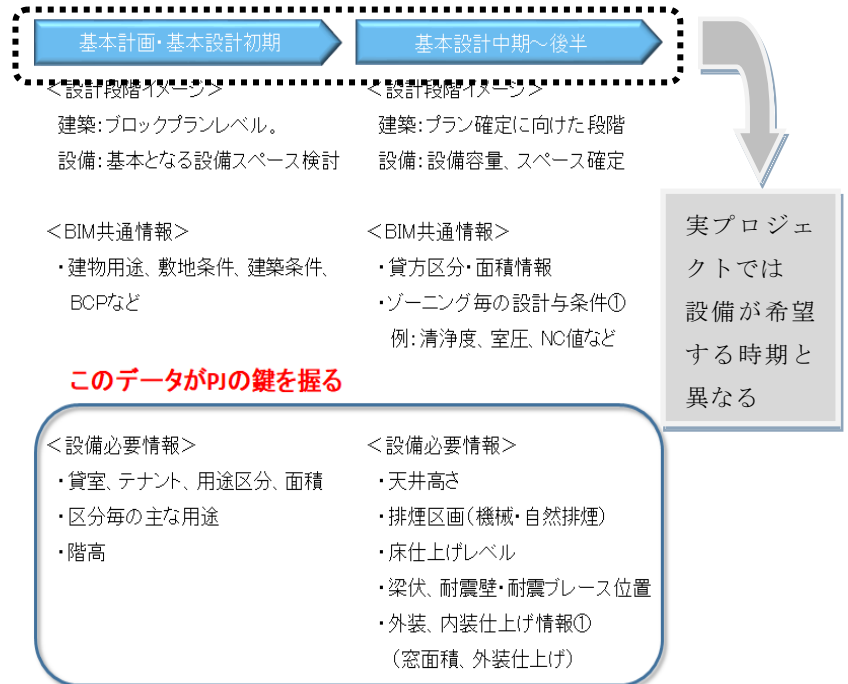 基本計画・基本設計初期
基本設計中期～後半
＜設計段階イメージ＞
建築：ブロックプランレベル。
設備：基本となる設備スペース検討
＜設計段階イメージ＞
建築：プラン確定に向けた段階
設備：設備容量、スペース確定
＜BIM共通情報＞
・建物用途、敷地条件、建築条件、
BCPなど
＜BIM共通情報＞
・貸方区分・面積情報
・ゾーニング毎の設計与条件①
例：清浄度、室圧、NC値など
このデータがPJの鍵を握る
＜設備必要情報＞
・貸室、テナント、用途区分、面積
・区分毎の主な用途
・階高
＜設備必要情報＞
・天井高さ
・排煙区画（機械・自然排煙）
・床仕上げレベル
・梁伏、耐震壁・耐震ブレース位置
・外装、内装仕上げ情報①
（窓面積、外装仕上げ）
実プロジェ
クトでは
設備が希望
する時期と
異なる